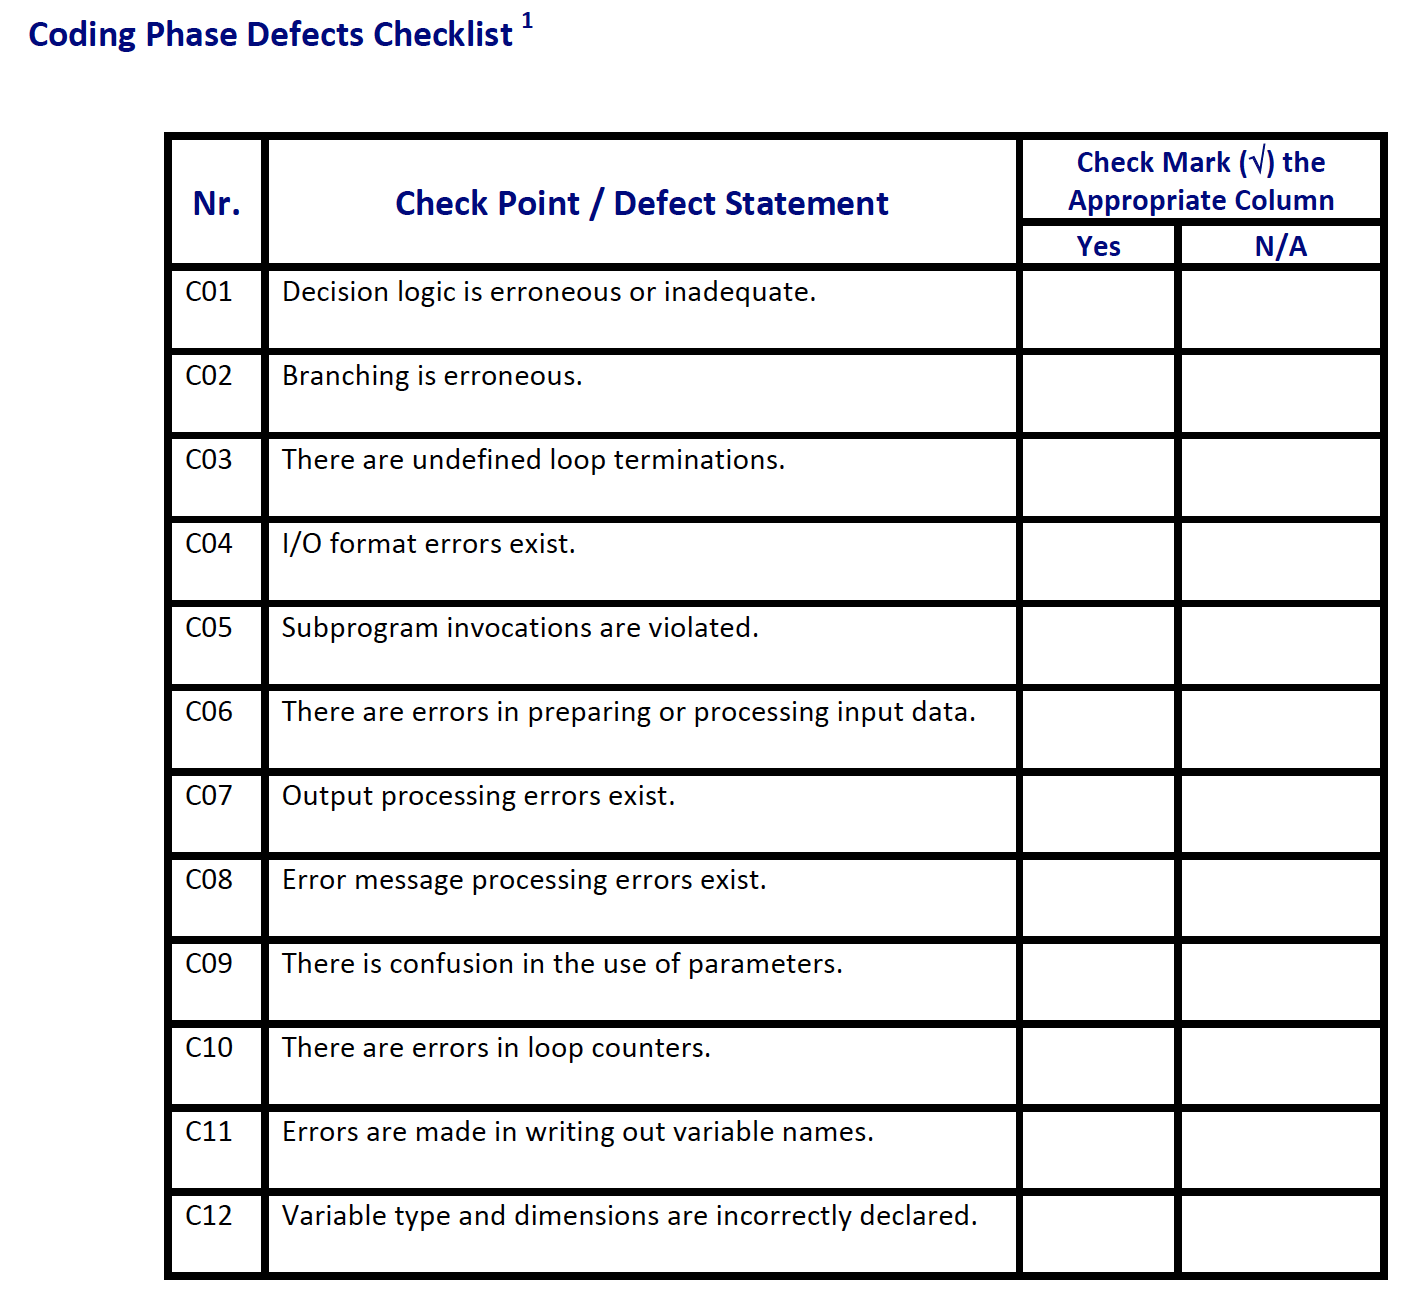 Coding Phase Defects Checklist 1
Nr.
Check Point / Defect Statement
Check Mark (√) the
Appropriate Column
Yes
N/A
C01
Decision logic is erroneous or inadequate.
C02
Branching is erroneous.
C03
There are undefined loop terminations.
C04
I/O format errors exist.
C05
Subprogram invocations are violated.
C06
There are errors in preparing or processing input data.
C07
Output processing errors exist.
C08
Error message processing errors exist.
C09
There is confusion in the use of parameters.
C10
There are errors in loop counters.
C11
Errors are made in writing out variable names.
C12
Variable type and dimensions are incorrectly declared.